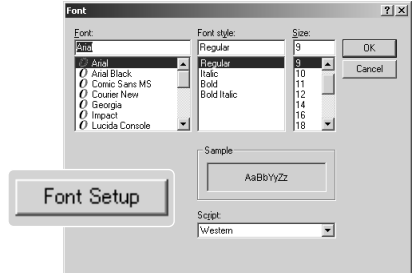 Font
Font:
Font style:
Size:
Arial
Regular
9
OK
Cancel
Arial
Arial Black
Comic Sans MS
Courier New
Georgia
Impact
Lucida Console
Regular
Italic
Bold
Bold Italic
9
10
11
12
14
16
18
Sample
AaBbYyZz
Font Setup
Script:
Western